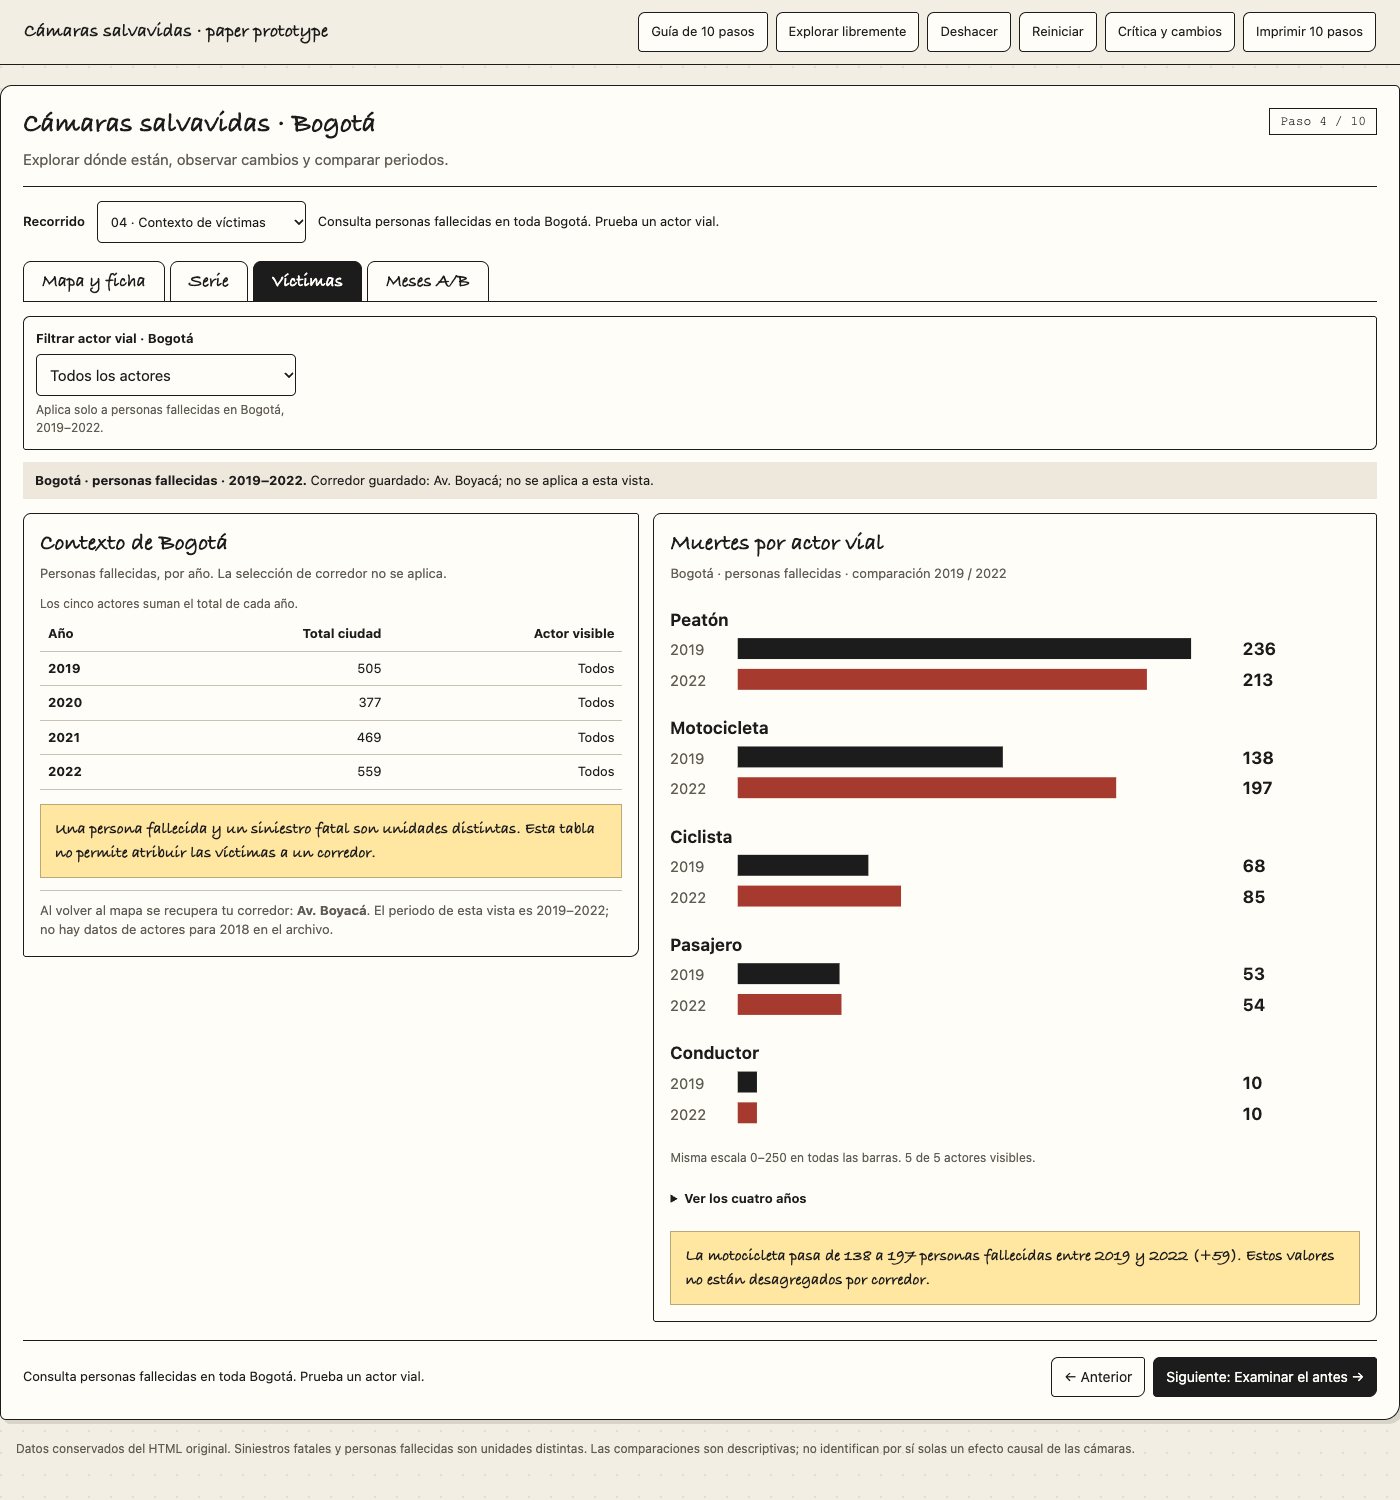 Cámaras salvavidas · paper prototype
Guía de 10 pasos
Explorar libremente
Deshacer
Reiniciar
Crítica y cambios
Imprimir 10 pasos
Cámaras salvavidas · Bogotá
Paso 4 / 10
Explorar dónde están, observar cambios y comparar periodos.
Recorrido
04 · Contexto de víctimas
Consulta personas fallecidas en toda Bogotá. Prueba un actor vial.
Mapa y ficha
Serie
Víctimas
Meses A/B
Filtrar actor vial · Bogotá
Todos los actores
Aplica solo a personas fallecidas en Bogotá,
2019–2022.
Bogotá · personas fallecidas · 2019–2022. Corredor guardado: Av. Boyacá; no se aplica a esta vista.
Contexto de Bogotá
Personas fallecidas, por año. La selección de corredor no se aplica.
Los cinco actores suman el total de cada año.
Año Total ciudad Actor visible
2019 505 Todos
2020 377 Todos
2021 469 Todos
2022 559 Todos
Una persona fallecida y un siniestro fatal son unidades distintas. Esta tabla
no permite atribuir las víctimas a un corredor.
Al volver al mapa se recupera tu corredor: Av. Boyacá. El periodo de esta vista es 2019–2022;
no hay datos de actores para 2018 en el archivo.
Muertes por actor vial
Bogotá · personas fallecidas · comparación 2019 / 2022
Peatón
2019 236
2022 213
Motocicleta
2019 138
2022 197
Ciclista
2019 68
2022 85
Pasajero
2019 53
2022 54
Conductor
2019 10
2022 10
Misma escala 0–250 en todas las barras. 5 de 5 actores visibles.
▶ Ver los cuatro años
La motocicleta pasa de 138 a 197 personas fallecidas entre 2019 y 2022 (+59). Estos valores
no están desagregados por corredor.
Consulta personas fallecidas en toda Bogotá. Prueba un actor vial.
← Anterior
Siguiente: Examinar el antes →
Datos conservados del HTML original. Siniestros fatales y personas fallecidas son unidades distintas. Las comparaciones son descriptivas; no identifican por sí solas un efecto causal de las cámaras.